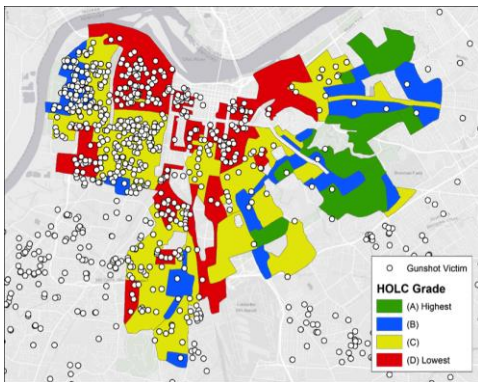 Gunshot Victim
HOLC Grade
(A) Highest
(B)
(C)
(D) Lowest